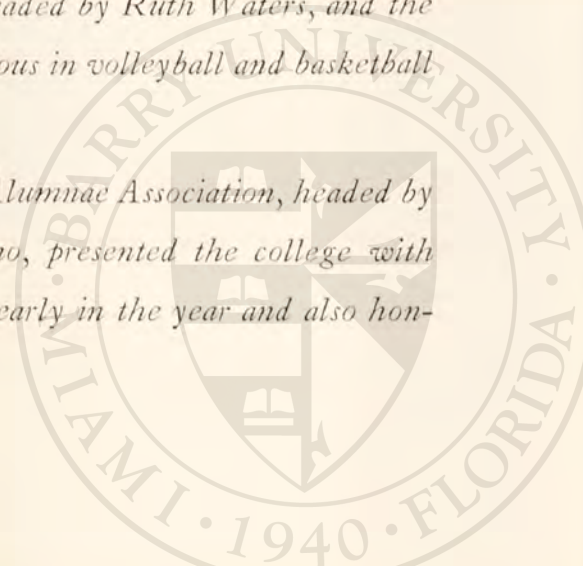 aded by Ruth Waters, and the
ous in volleyball and basketball
lumnae Association, headed by
no, presented the college with
early in the year and also hon-
BARRY UNIVERSITY
MIAMI · 1940 · FLORIDA